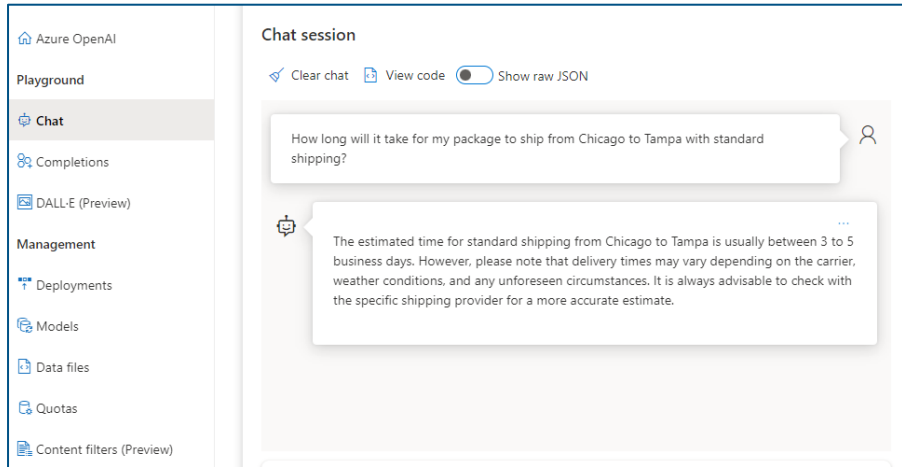 Azure OpenAI
Playground
Chat
Completions
DALL-E (Preview)
Management
Deployments
Models
Data files
Quotas
Content filters (Preview)
Chat session
Clear chat View code Show raw JSON
How long will it take for my package to ship from Chicago to Tampa with standard
shipping?
...
The estimated time for standard shipping from Chicago to Tampa is usually between 3 to 5
business days. However, please note that delivery times may vary depending on the carrier,
weather conditions, and any unforeseen circumstances. It is always advisable to check with
the specific shipping provider for a more accurate estimate.